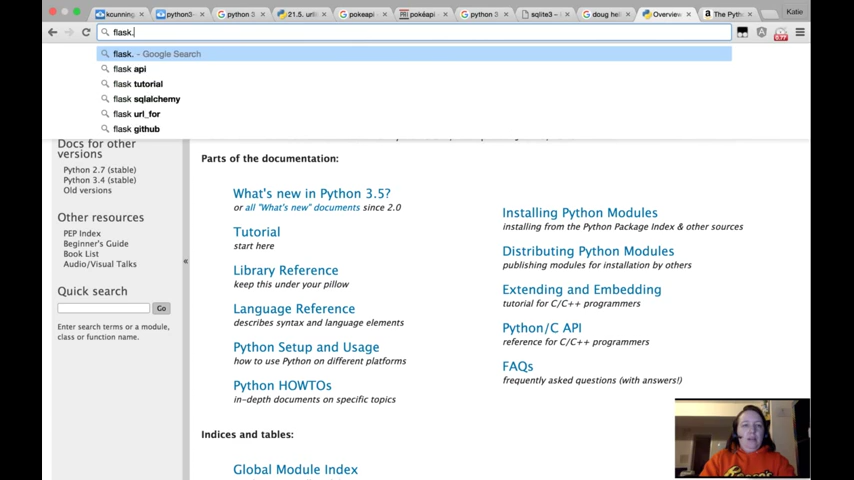 kcunning
python3-
python 3
21.5. urlli
pokeapi
pokéapi
python 3
sqlite3 –
doug hel
Overview
The Pyth
Katie
flask.
flask. - Google Search
flask api
flask tutorial
flask sqlalchemy
flask url_for
flask github
Docs for other
versions
Python 2.7 (stable)
Python 3.4 (stable)
Old versions
Other resources
PEP Index
Beginner's Guide
Book List
Audio/Visual Talks
Quick search
Go
Enter search terms or a module,
class or function name.
«
Parts of the documentation:
What's new in Python 3.5?
or all "What's new" documents since 2.0
Tutorial
start here
Library Reference
keep this under your pillow
Language Reference
describes syntax and language elements
Python Setup and Usage
how to use Python on different platforms
Python HOWTOs
in-depth documents on specific topics
Installing Python Modules
installing from the Python Package Index & other sources
Distributing Python Modules
publishing modules for installation by others
Extending and Embedding
tutorial for C/C++ programmers
Python/C API
reference for C/C++ programmers
FAQs
frequently asked questions (with answers!)
Indices and tables:
Global Module Index